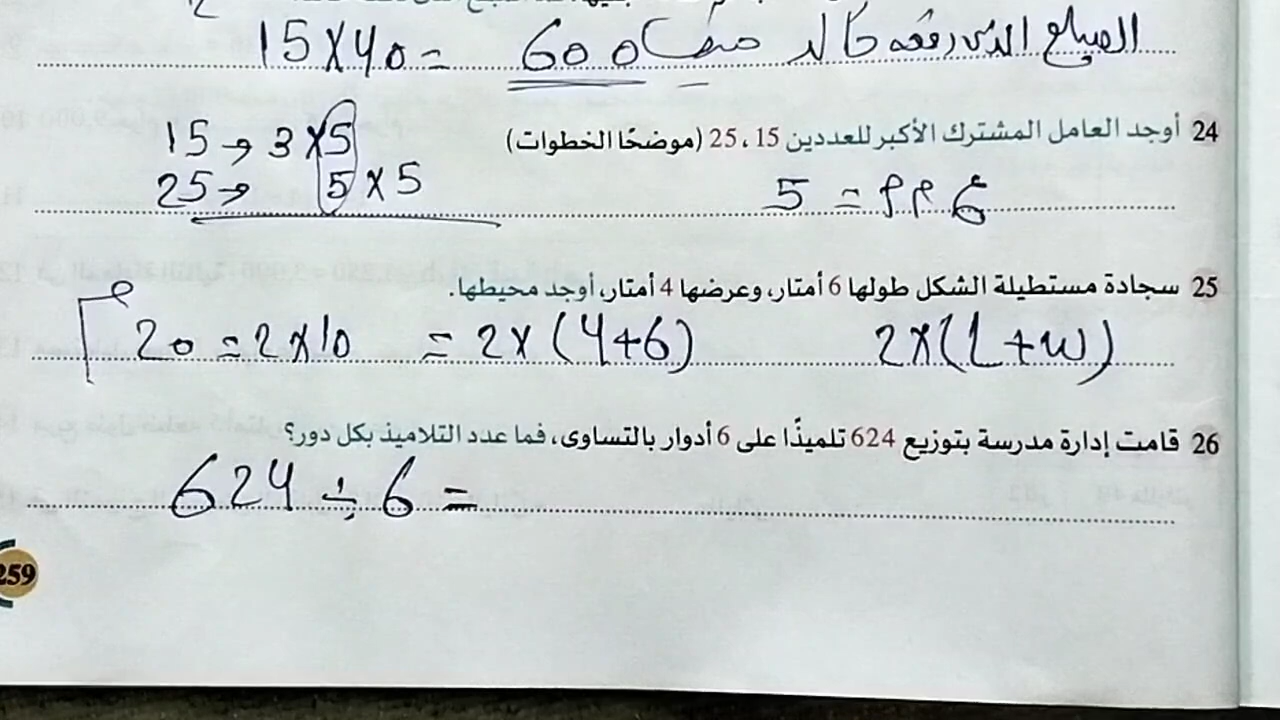 المبلغ الذى دفعه خالد 15×40 = 600
24 أوجد العامل المشترك الأكبر للعددين 15، 25 (موضحًا الخطوات)
15 → 3 × 5
25 → 5 × 5
ع م م = 5
25 سجادة مستطيلة الشكل طولها 6 أمتار، وعرضها 4 أمتار، أوجد محيطها.
2×(L+w) 2×(4+6) = 2×10 = 20 م
26 قامت إدارة مدرسة بتوزيع 624 تلميذًا على 6 أدوار بالتساوى، فما عدد التلاميذ بكل دور؟
624 ÷ 6 =
259